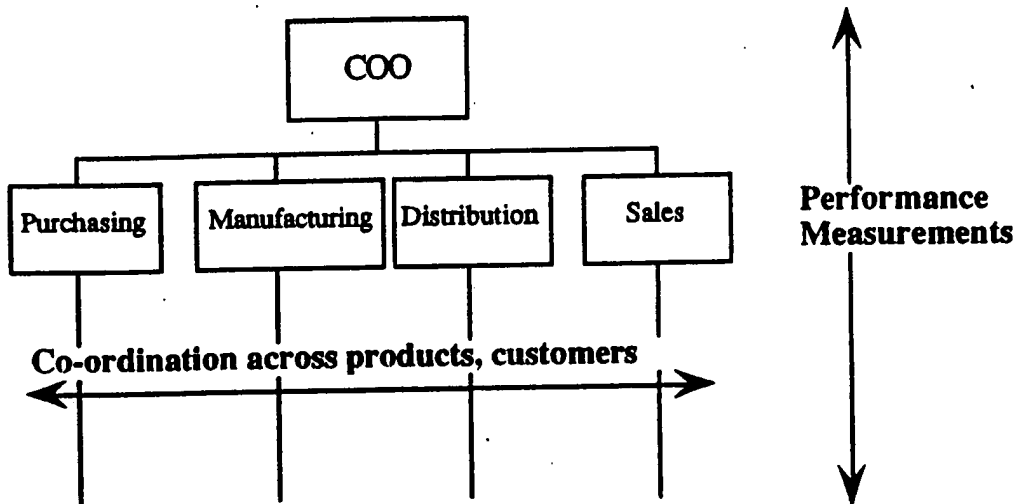 COO
Purchasing
Manufacturing
Distribution
Sales
Performance
Measurements
Co-ordination across products, customers